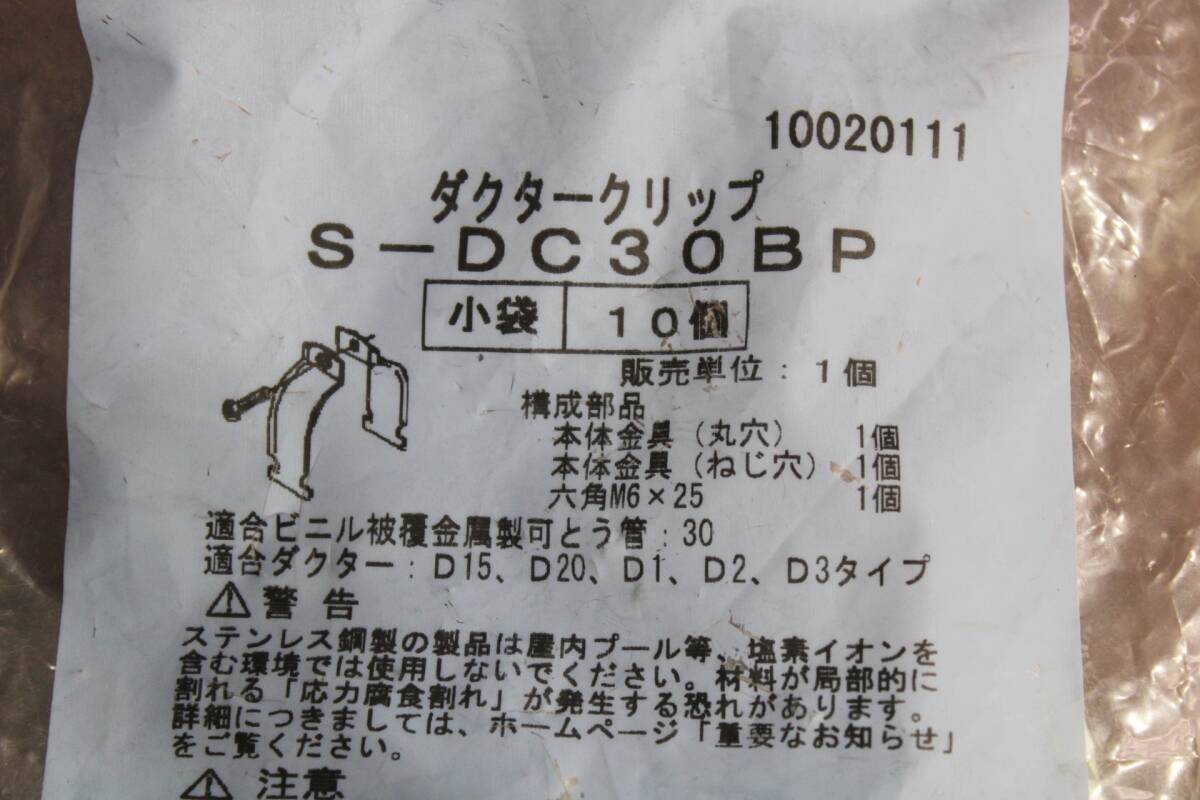 10020111
ダクタークリップ
S－DC30BP
小袋 10個
販売単位：1個
構成部品
本体金具（丸穴） 1個
本体金具（ねじ穴） 1個
六角M6×25 1個
適合ビニル被覆金属製可とう管：30
適合ダクター：D15、D20、D1、D2、D3タイプ
⚠警告
ステンレス鋼製の製品は屋内プール等、塩素イオンを
含む環境では使用しないでください。材料が局部的に
割れる「応力腐食割れ」が発生する恐れがあります。
詳細につきましては、ホームページ「重要なお知らせ」
をご覧ください。
⚠注意